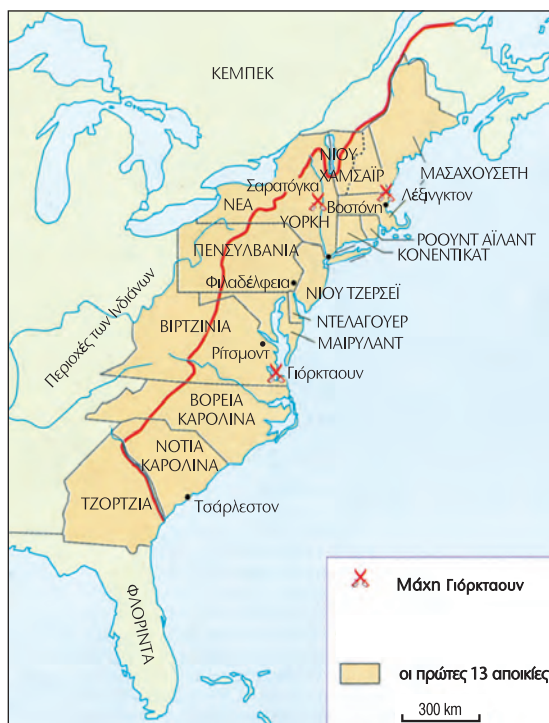 ΚΕΜΠΕΚ
ΝΙΟΥ
ΧΑΜΣΑΪΡ
ΜΑΣΑΧΟΥΣΕΤΗ
Σαρατόγκα
Λέξινγκτον
ΝΕΑ
ΥΟΡΚΗ
Βοστόνη
ΡΟΟΥΝΤ ΑΪΛΑΝΤ
ΚΟΝΕΝΤΙΚΑΤ
ΠΕΝΣΥΛΒΑΝΙΑ
Φιλαδέλφεια
ΝΙΟΥ ΤΖΕΡΣΕΪ
Περιοχές των Ινδιάνων
ΝΤΕΛΑΓΟΥΕΡ
ΜΑΙΡΥΛΑΝΤ
ΒΙΡΤΖΙΝΙΑ
Ρίτσμοντ
Γιόρκταουν
ΒΟΡΕΙΑ
ΚΑΡΟΛΙΝΑ
ΝΟΤΙΑ
ΚΑΡΟΛΙΝΑ
ΤΖΟΡΤΖΙΑ
Τσάρλεστον
ΦΛΟΡΙΝΤΑ
Μάχη Γιόρκταουν
οι πρώτες 13 αποικίες
300 km